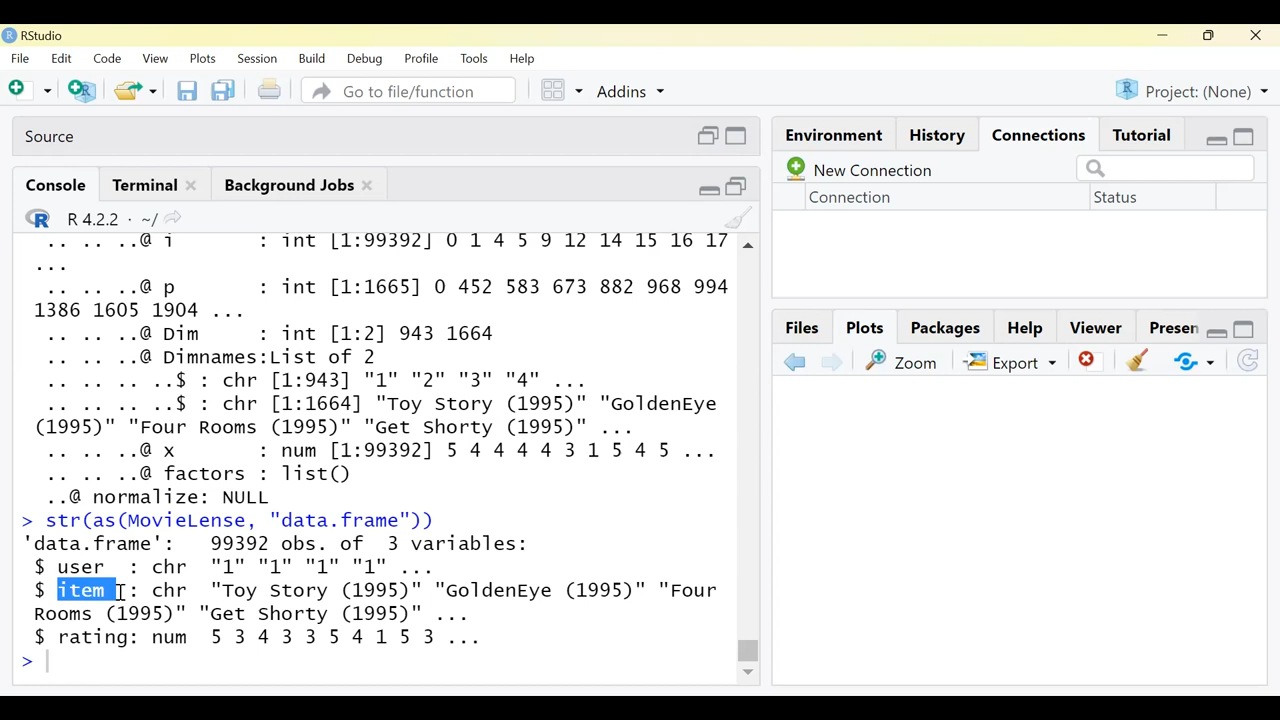 RStudio
File Edit Code View Plots Session Build Debug Profile Tools Help
Go to file/function Addins Project: (None)
Source
Console Terminal Background Jobs
R 4.2.2 · ~/
.. .. ..@ i : int [1:99392] 0 1 4 5 9 12 14 15 16 17
...
.. .. ..@ p : int [1:1665] 0 452 583 673 882 968 994
1386 1605 1904 ...
.. .. ..@ Dim : int [1:2] 943 1664
.. .. ..@ Dimnames:List of 2
.. .. .. ..$ : chr [1:943] "1" "2" "3" "4" ...
.. .. .. ..$ : chr [1:1664] "Toy Story (1995)" "GoldenEye
(1995)" "Four Rooms (1995)" "Get Shorty (1995)" ...
.. .. ..@ x : num [1:99392] 5 4 4 4 4 3 1 5 4 5 ...
.. .. ..@ factors : list()
..@ normalize: NULL
> str(as(MovieLense, "data.frame"))
'data.frame': 99392 obs. of 3 variables:
$ user : chr "1" "1" "1" "1" ...
$ item : chr "Toy Story (1995)" "GoldenEye (1995)" "Four
Rooms (1995)" "Get Shorty (1995)" ...
$ rating: num 5 3 4 3 3 5 4 1 5 3 ...
>
Environment History Connections Tutorial
New Connection
Connection Status
Files Plots Packages Help Viewer Presen
Zoom Export